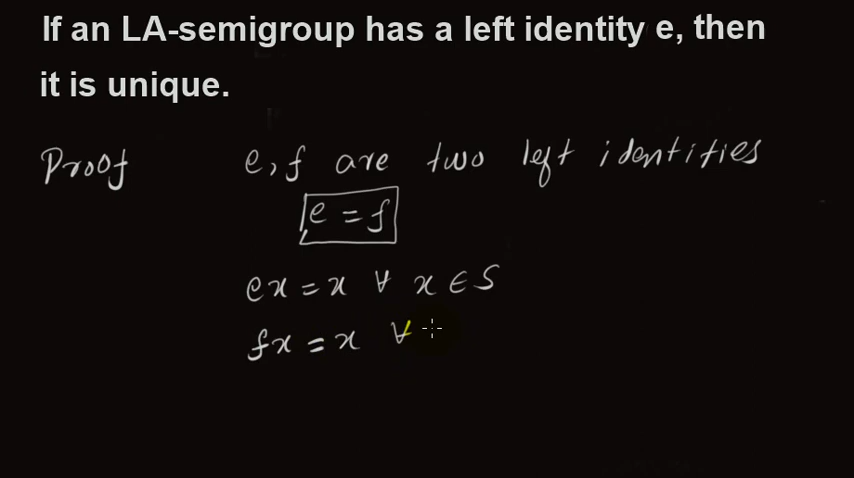 If an LA-semigroup has a left identity e, then
it is unique.
Proof e, f are two left identities
e = f
ex = x ∀ x ∈ S
fx = x ∀